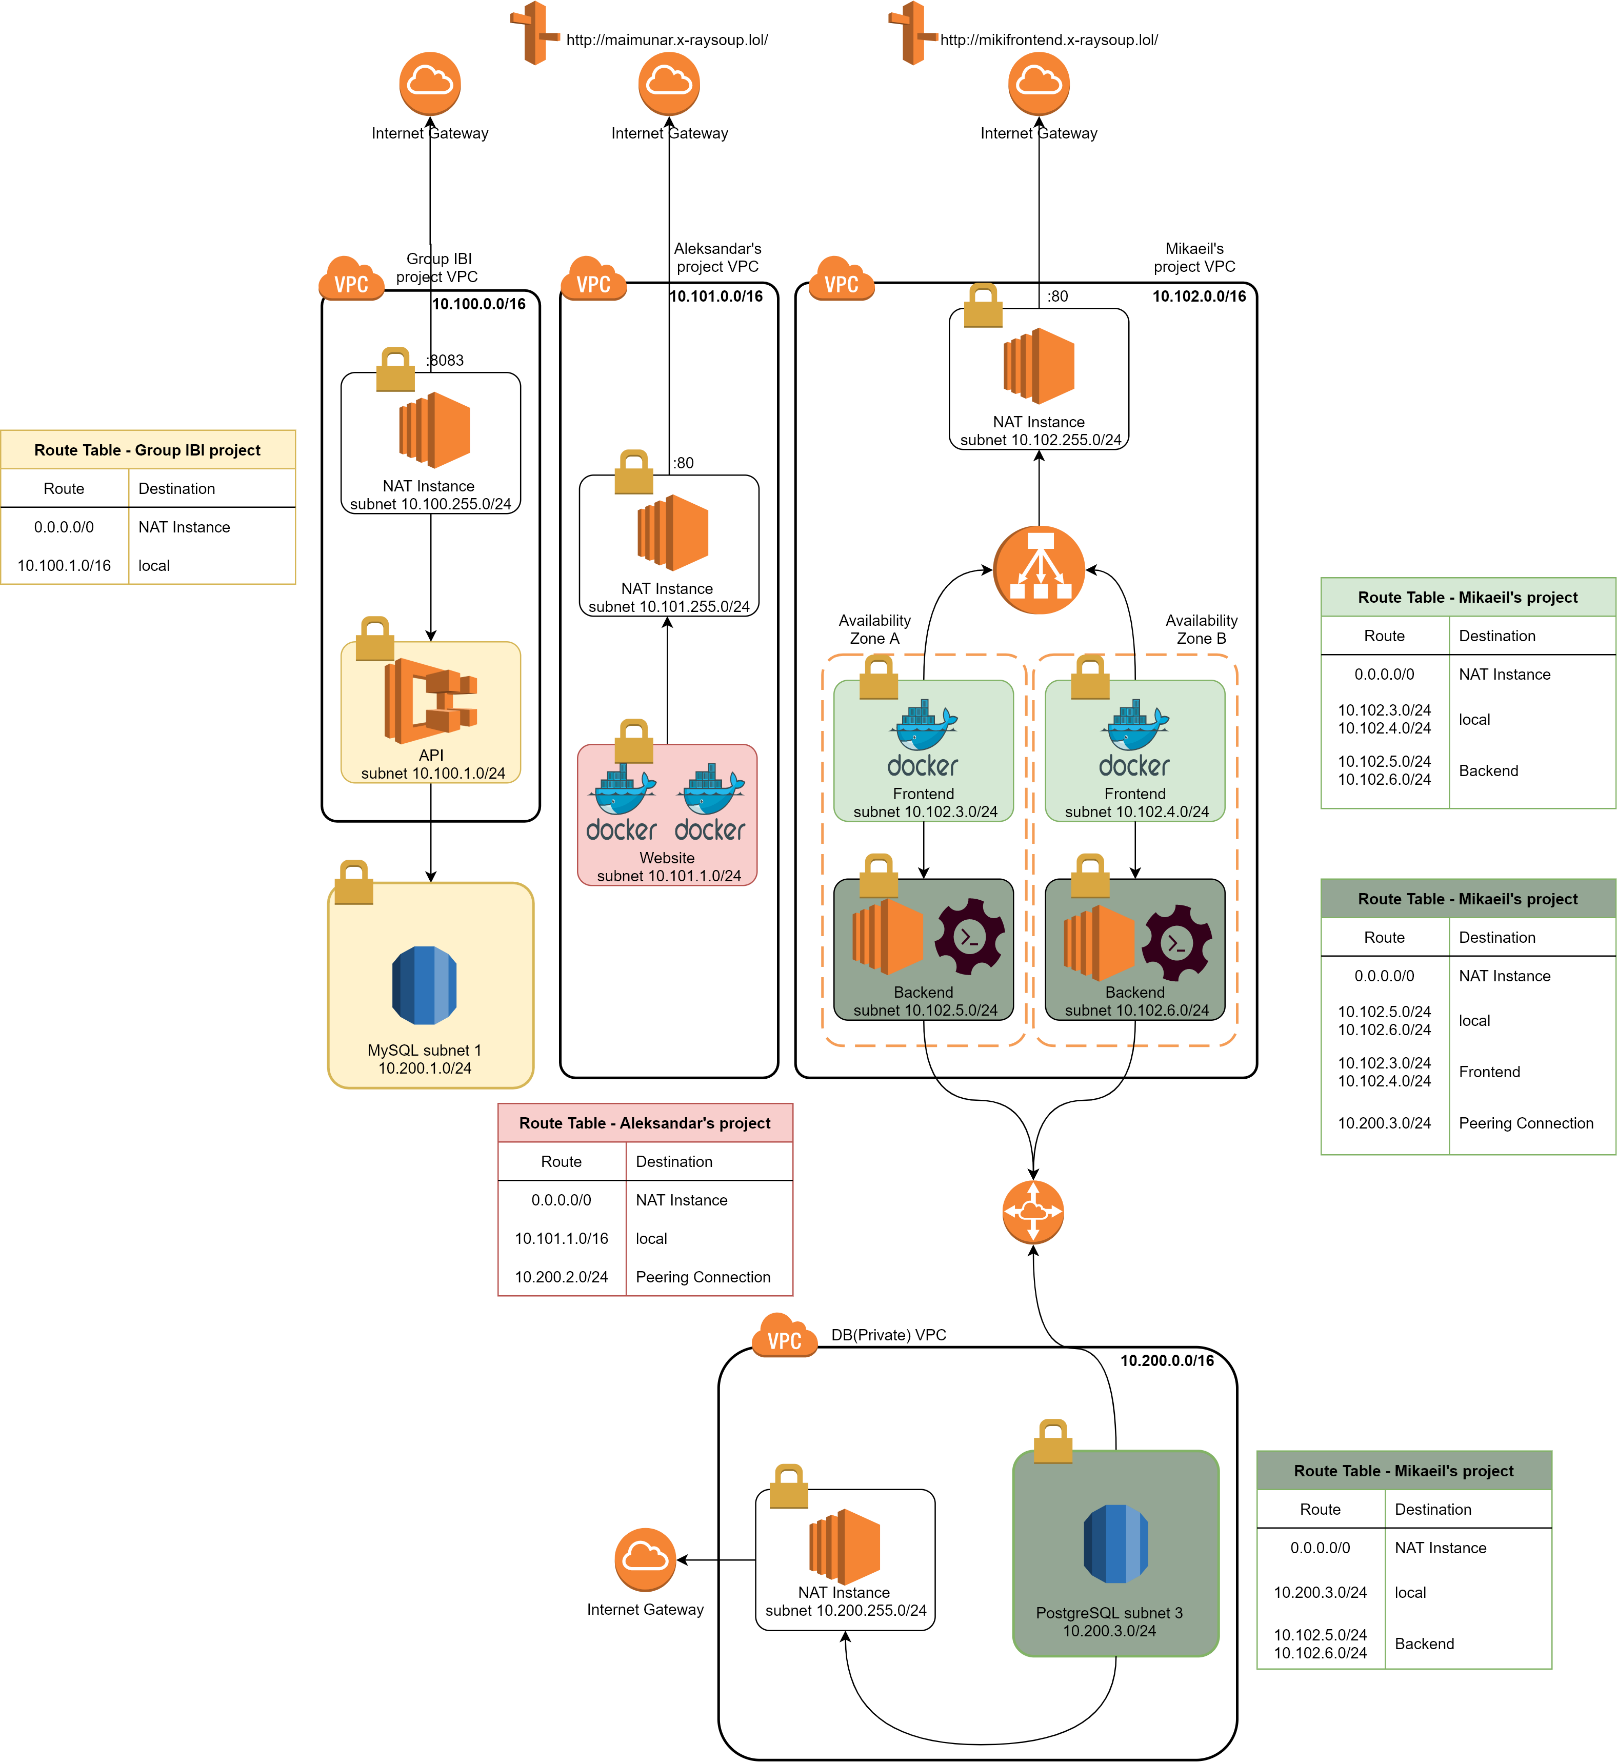 http://maimunar.x-raysoup.lol/
http://mikifrontend.x-raysoup.lol/
Internet Gateway
Internet Gateway
Internet Gateway
Group IBI
project VPC
VPC
10.100.0.0/16
:8083
NAT Instance
subnet 10.100.255.0/24
API
subnet 10.100.1.0/24
MySQL subnet 1
10.200.1.0/24
Route Table - Group IBI project
Route Destination
0.0.0.0/0 NAT Instance
10.100.1.0/16 local
Aleksandar's
project VPC
VPC
10.101.0.0/16
:80
NAT Instance
subnet 10.101.255.0/24
docker docker
Website
subnet 10.101.1.0/24
Route Table - Aleksandar's project
Route Destination
0.0.0.0/0 NAT Instance
10.101.1.0/16 local
10.200.2.0/24 Peering Connection
Mikaeil's
project VPC
VPC
10.102.0.0/16
:80
NAT Instance
subnet 10.102.255.0/24
Availability
Zone A
Availability
Zone B
docker
Frontend
subnet 10.102.3.0/24
docker
Frontend
subnet 10.102.4.0/24
Backend
subnet 10.102.5.0/24
Backend
subnet 10.102.6.0/24
Route Table - Mikaeil's project
Route Destination
0.0.0.0/0 NAT Instance
10.102.3.0/24
10.102.4.0/24
local
10.102.5.0/24
10.102.6.0/24
Backend
Route Table - Mikaeil's project
Route Destination
0.0.0.0/0 NAT Instance
10.102.5.0/24
10.102.6.0/24
local
10.102.3.0/24
10.102.4.0/24
Frontend
10.200.3.0/24 Peering Connection
VPC
DB(Private) VPC
10.200.0.0/16
Internet Gateway
NAT Instance
subnet 10.200.255.0/24
PostgreSQL subnet 3
10.200.3.0/24
Route Table - Mikaeil's project
Route Destination
0.0.0.0/0 NAT Instance
10.200.3.0/24 local
10.102.5.0/24
10.102.6.0/24
Backend